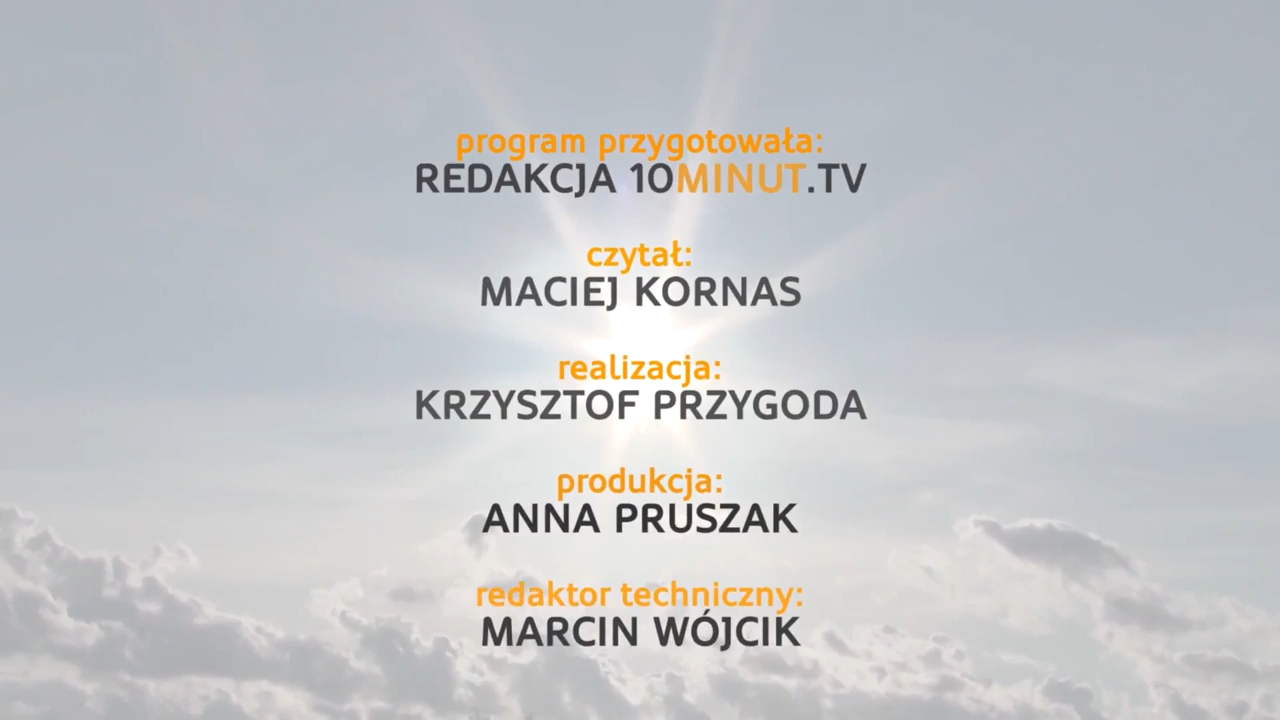 program przygotowała:
REDAKCJA 10MINUT.TV
czytał:
MACIEJ KORNAS
realizacja:
KRZYSZTOF PRZYGODA
produkcja:
ANNA PRUSZAK
redaktor techniczny:
MARCIN WÓJCIK